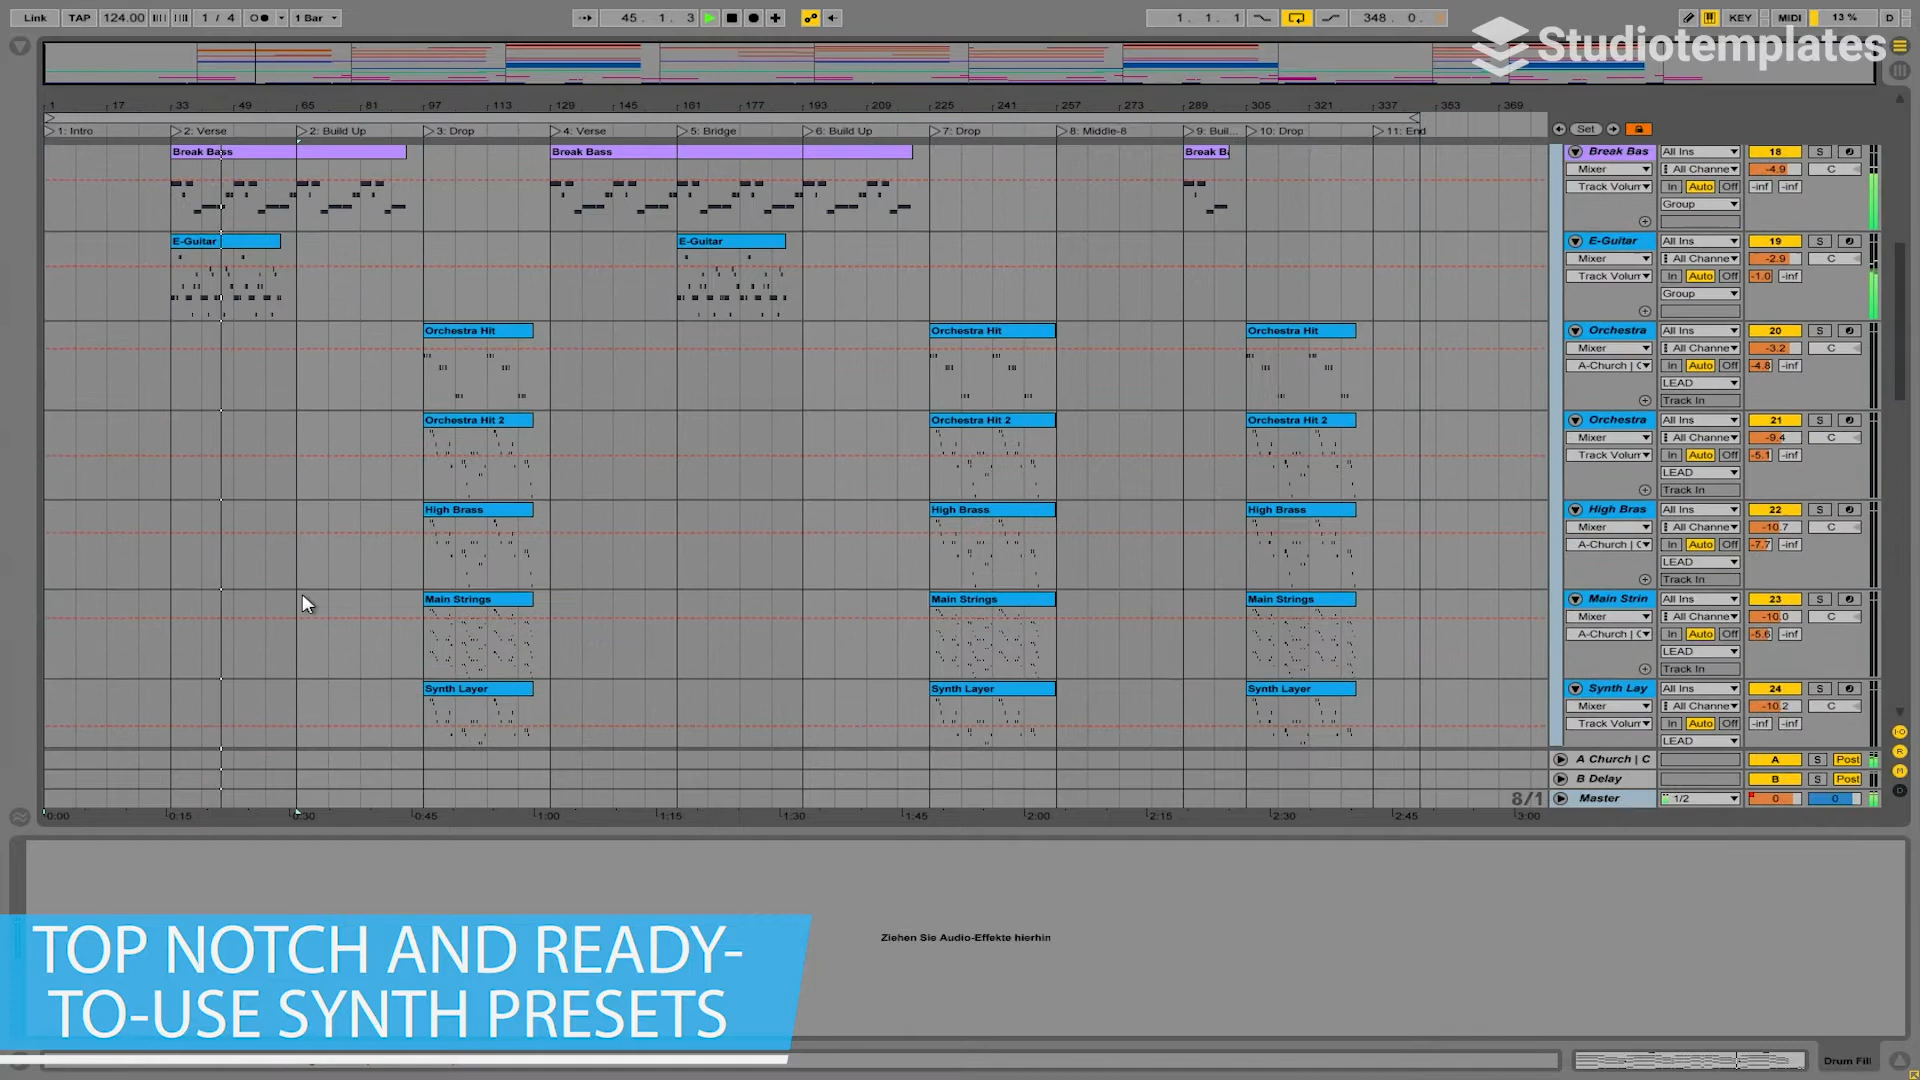 Link TAP 124.00 1 / 4 1 Bar 45. 1. 3 1. 1. 1 348. 0. KEY MIDI 13 % D
Studiotemplates
1 17 33 49 65 81 97 113 129 145 161 177 193 209 225 241 257 273 289 305 321 337 353 369
1: Intro 2: Verse 2: Build Up 3: Drop 4: Verse 5: Bridge 6: Build Up 7: Drop 8: Middle-8 9: Buil... 10: Drop 11: End Set
Break Bass Break Bass Break Ba Break Bas All Ins 18 S
Mixer All Channe -4.9 C
Track Volum In Auto Off -inf -inf
Group
E-Guitar E-Guitar E-Guitar All Ins 19 S
Mixer All Channe -2.9 C
Track Volum In Auto Off -1.0 -inf
Group
Orchestra Hit Orchestra Hit Orchestra Hit Orchestra All Ins 20 S
Mixer All Channe -3.2 C
A-Church | C In Auto Off -4.8 -inf
LEAD
Track In
Orchestra Hit 2 Orchestra Hit 2 Orchestra Hit 2 Orchestra All Ins 21 S
Mixer All Channe -9.4 C
Track Volum In Auto Off -5.1 -inf
LEAD
Track In
High Brass High Brass High Brass High Bras All Ins 22 S
Mixer All Channe -10.7 C
A-Church | C In Auto Off -7.7 -inf
LEAD
Track In
Main Strings Main Strings Main Strings Main Strin All Ins 23 S
Mixer All Channe -10.0 C
A-Church | C In Auto Off -5.6 -inf
LEAD
Track In
Synth Layer Synth Layer Synth Layer Synth Lay All Ins 24 S
Mixer All Channe -10.2 C
Track Volum In Auto Off -inf -inf
LEAD
A Church | C A S Post
B Delay B S Post
8/1 Master 1/2 0 0
0:00 0:15 0:30 0:45 1:00 1:15 1:30 1:45 2:00 2:15 2:30 2:45 3:00
Ziehen Sie Audio-Effekte hierhin
TOP NOTCH AND READY-
TO-USE SYNTH PRESETS
Drum Fill